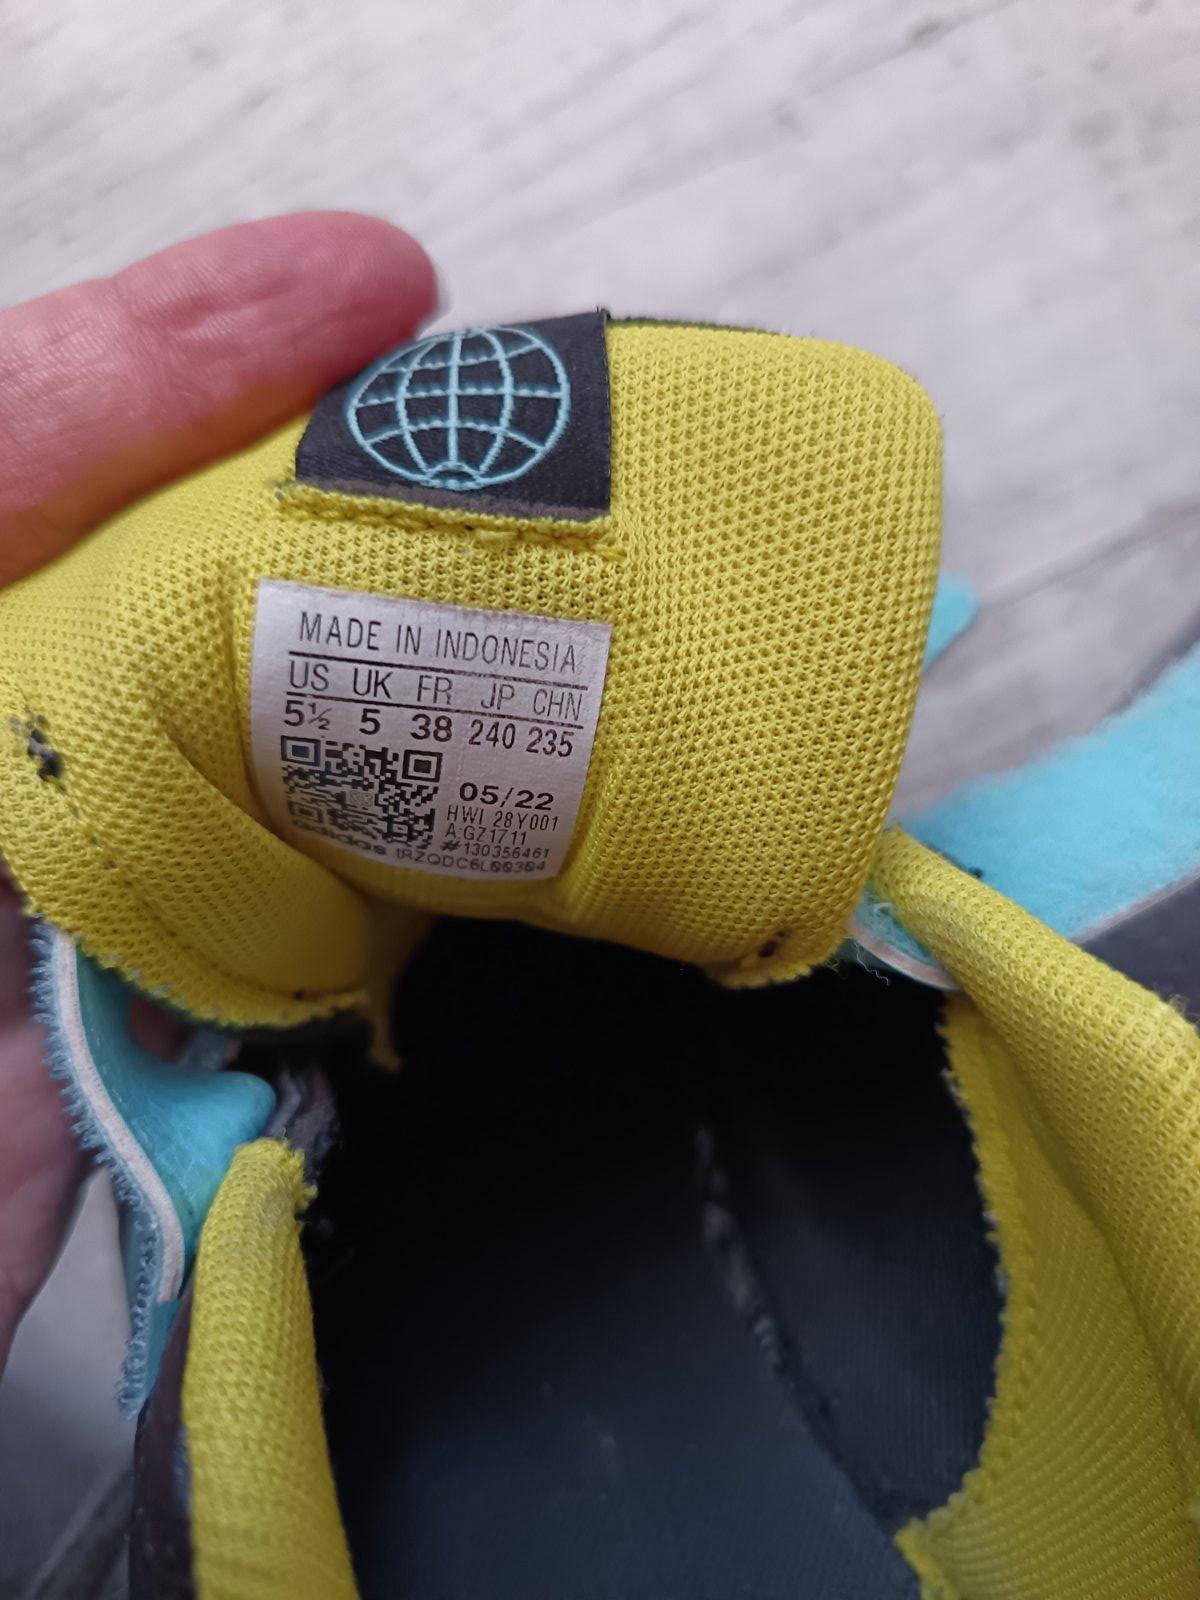 MADE IN INDONESIA
US UK FR JP CHN
5½ 5 38 240 235
05/22
HWI 28Y001
A:GZ1711
#130356461
adidas tRZQDC6L00304